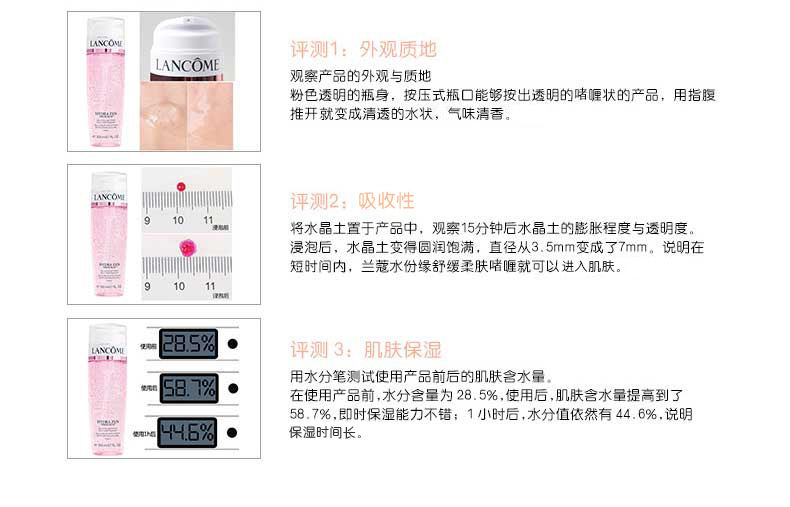 LANCÔME
HYDRA ZEN
LANCÔME
评测1：外观质地
观察产品的外观与质地
粉色透明的瓶身，按压式瓶口能够按出透明的啫喱状的产品，用指腹
推开就变成清透的水状，气味清香。
LANCÔME
HYDRA ZEN
9 10 11
浸泡前
9 10 11
浸泡后
评测2：吸收性
将水晶土置于产品中，观察15分钟后水晶土的膨胀程度与透明度。
浸泡后，水晶土变得圆润饱满，直径从3.5mm变成了7mm。说明在
短时间内，兰蔻水份缘舒缓柔肤啫喱就可以进入肌肤。
LANCÔME
HYDRA ZEN
使用前 28.5%
使用后 58.7%
使用1h后 44.6%
评测 3：肌肤保湿
用水分笔测试使用产品前后的肌肤含水量。
在使用产品前,水分含量为 28.5%,使用后,肌肤含水量提高到了
58.7%,即时保湿能力不错；1 小时后,水分值依然有 44.6%,说明
保湿时间长。